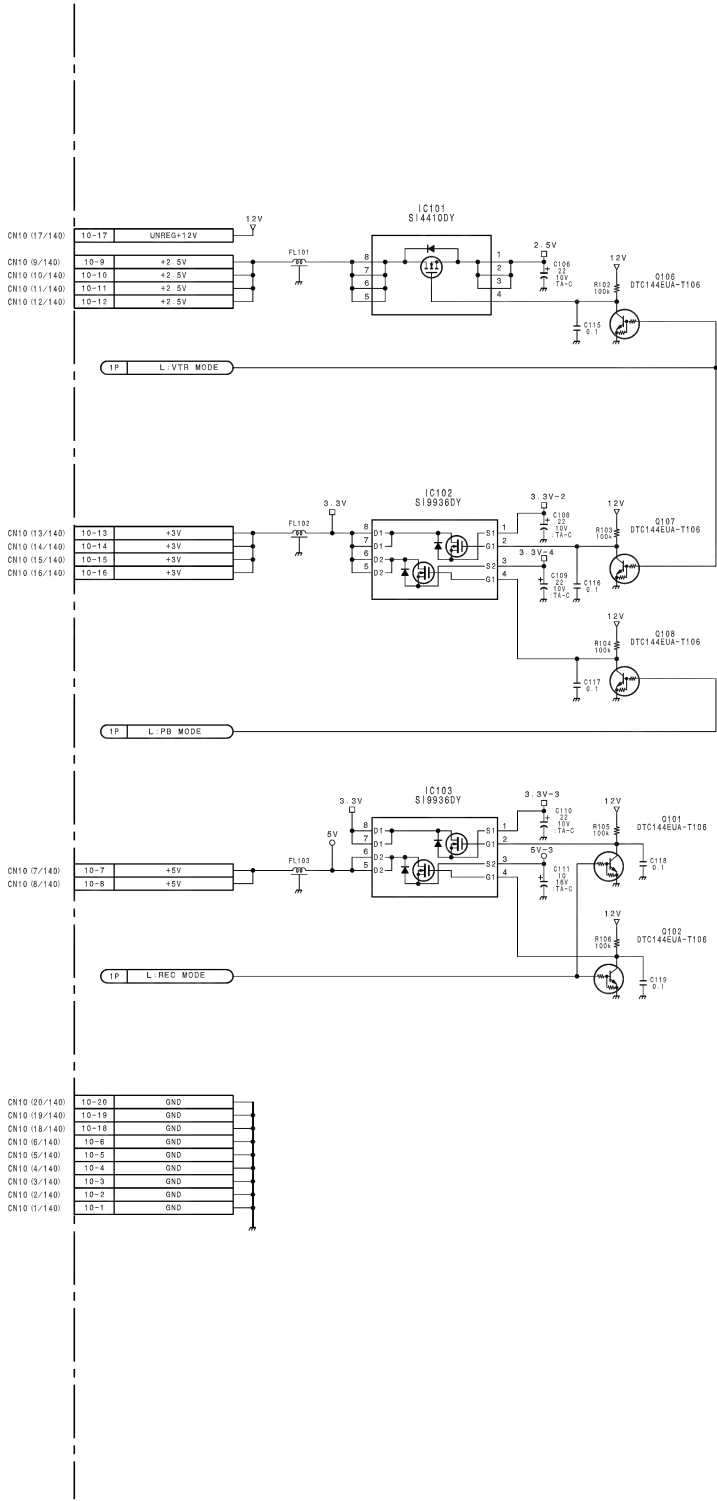 IC101
SI4410DY
12V
CN10 (17/140) 10-17 UNREG+12V
CN10 (9/140) 10-9 +2.5V
CN10 (10/140) 10-10 +2.5V
CN10 (11/140) 10-11 +2.5V
CN10 (12/140) 10-12 +2.5V
FL101
8 1
7 2
6 3
5 4
2.5V
C106
22
10V
:TA-C
12V
R102
100k
Q106
DTC144EUA-T106
C115
0.1
1P L:VTR MODE
IC102
SI9936DY
3.3V
CN10 (13/140) 10-13 +3V
CN10 (14/140) 10-14 +3V
CN10 (15/140) 10-15 +3V
CN10 (16/140) 10-16 +3V
FL102
8 D1 S1 1
7 D1 G1 2
6 D2 S2 3
5 D2 G1 4
3.3V-2
C108
22
10V
:TA-C
3.3V-4
C109
22
10V
:TA-C
C116
0.1
12V
R103
100k
Q107
DTC144EUA-T106
12V
R104
100k
Q108
DTC144EUA-T106
C117
0.1
1P L:PB MODE
IC103
SI9936DY
3.3V
5V
CN10 (7/140) 10-7 +5V
CN10 (8/140) 10-8 +5V
FL103
8 D1 S1 1
7 D1 G1 2
6 D2 S2 3
5 D2 G1 4
3.3V-3
C110
22
10V
:TA-C
5V-3
C111
10
16V
:TA-C
12V
R105
100k
Q101
DTC144EUA-T106
C118
0.1
12V
R106
100k
Q102
DTC144EUA-T106
C119
0.1
1P L:REC MODE
CN10 (20/140) 10-20 GND
CN10 (19/140) 10-19 GND
CN10 (18/140) 10-18 GND
CN10 (6/140) 10-6 GND
CN10 (5/140) 10-5 GND
CN10 (4/140) 10-4 GND
CN10 (3/140) 10-3 GND
CN10 (2/140) 10-2 GND
CN10 (1/140) 10-1 GND